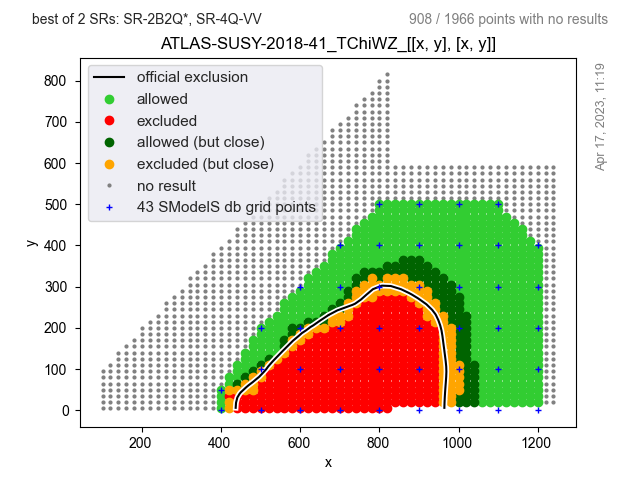 best of 2 SRs: SR-2B2Q*, SR-4Q-VV
908 / 1966 points with no results
ATLAS-SUSY-2018-41_TChiWZ_[[x, y], [x, y]]
official exclusion
allowed
excluded
allowed (but close)
excluded (but close)
no result
43 SModelS db grid points
Apr 17, 2023, 11:19
y
800
700
600
500
400
300
200
100
0
200
400
600
800
1000
1200
x